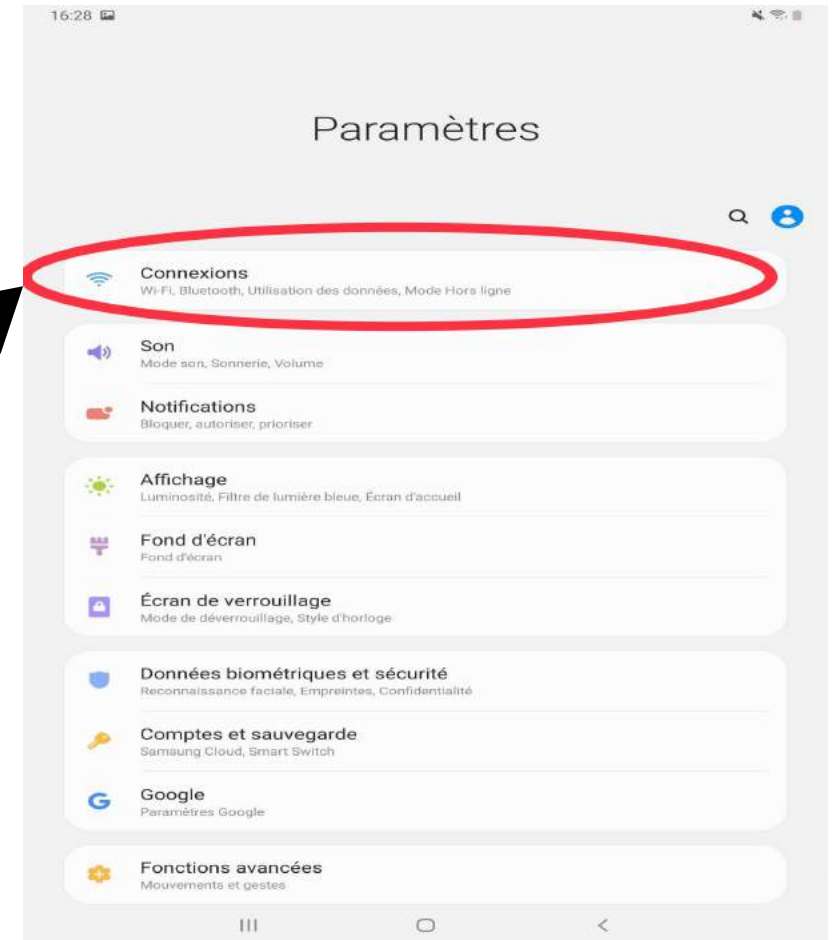 16:28
Paramètres
Connexions
Wi-Fi, Bluetooth, Utilisation des données, Mode Hors ligne
Son
Mode son, Sonnerie, Volume
Notifications
Bloquer, autoriser, prioriser
Affichage
Luminosité, Filtre de lumière bleue, Écran d'accueil
Fond d'écran
Fond d'écran
Écran de verrouillage
Mode de déverrouillage, Style d'horloge
Données biométriques et sécurité
Reconnaissance faciale, Empreintes, Confidentialité
Comptes et sauvegarde
Samsung Cloud, Smart Switch
Google
Paramètres Google
Fonctions avancées
Mouvements et gestes